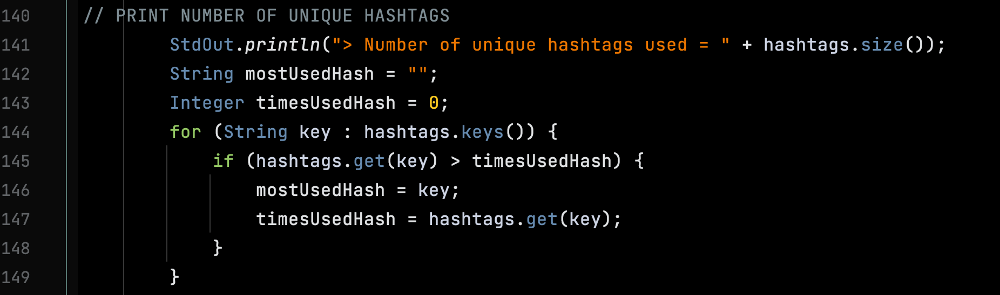 140 // PRINT NUMBER OF UNIQUE HASHTAGS
141 StdOut.println("> Number of unique hashtags used = " + hashtags.size());
142 String mostUsedHash = "";
143 Integer timesUsedHash = 0;
144 for (String key : hashtags.keys()) {
145 if (hashtags.get(key) > timesUsedHash) {
146 mostUsedHash = key;
147 timesUsedHash = hashtags.get(key);
148 }
149 }